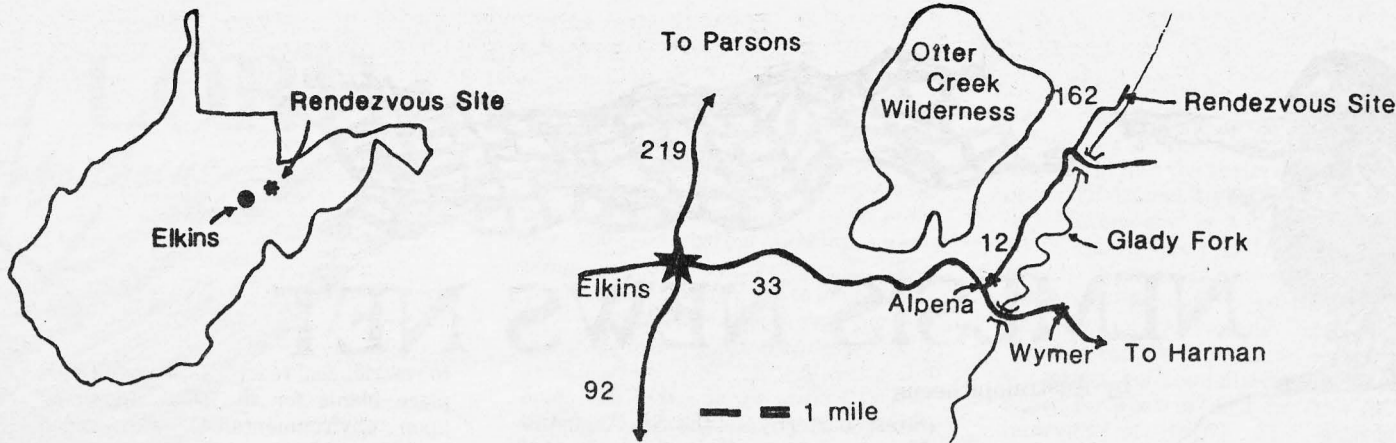 Rendezvous Site
Elkins
To Parsons
219
Elkins
33
92
Otter
Creek
Wilderness
162
Rendezvous Site
12
Glady Fork
Alpena
Wymer
To Harman
1 mile